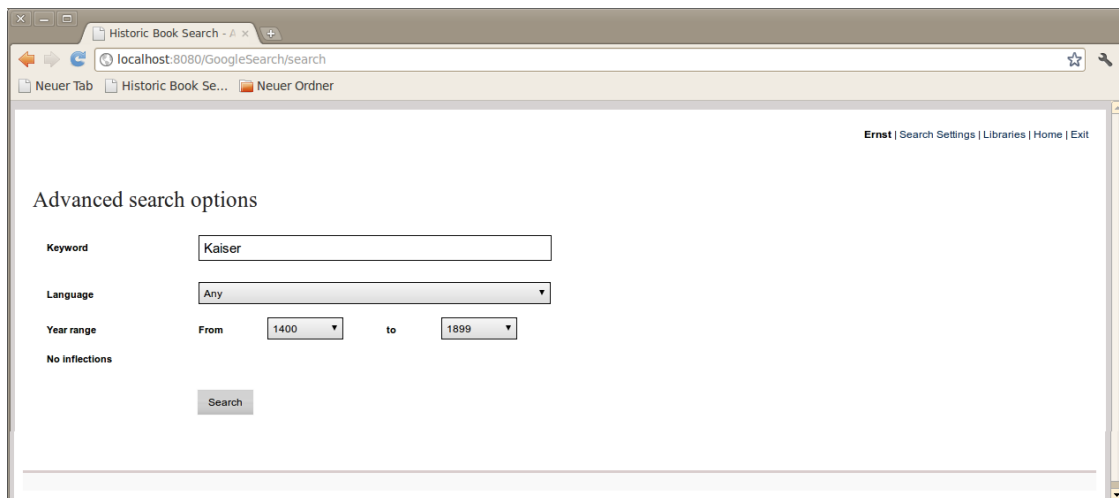 Historic Book Search - A
localhost:8080/GoogleSearch/search
Neuer Tab Historic Book Se... Neuer Ordner
Ernst | Search Settings | Libraries | Home | Exit
Advanced search options
Keyword Kaiser
Language Any
Year range From 1400 to 1899
No inflections
Search